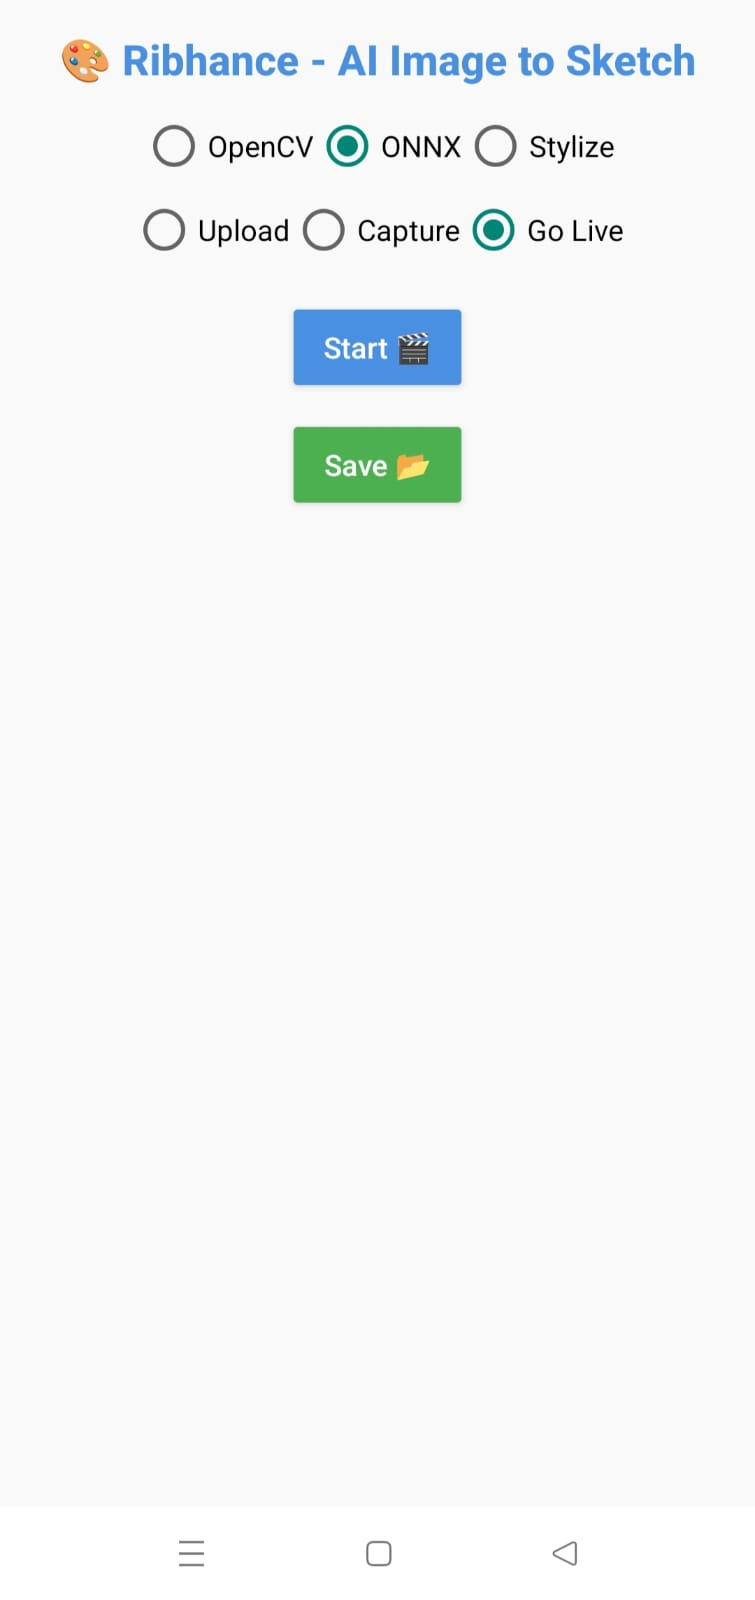 🎨 Ribhance - AI Image to Sketch
OpenCV ONNX Stylize
Upload Capture Go Live
Start 🎬
Save 📂